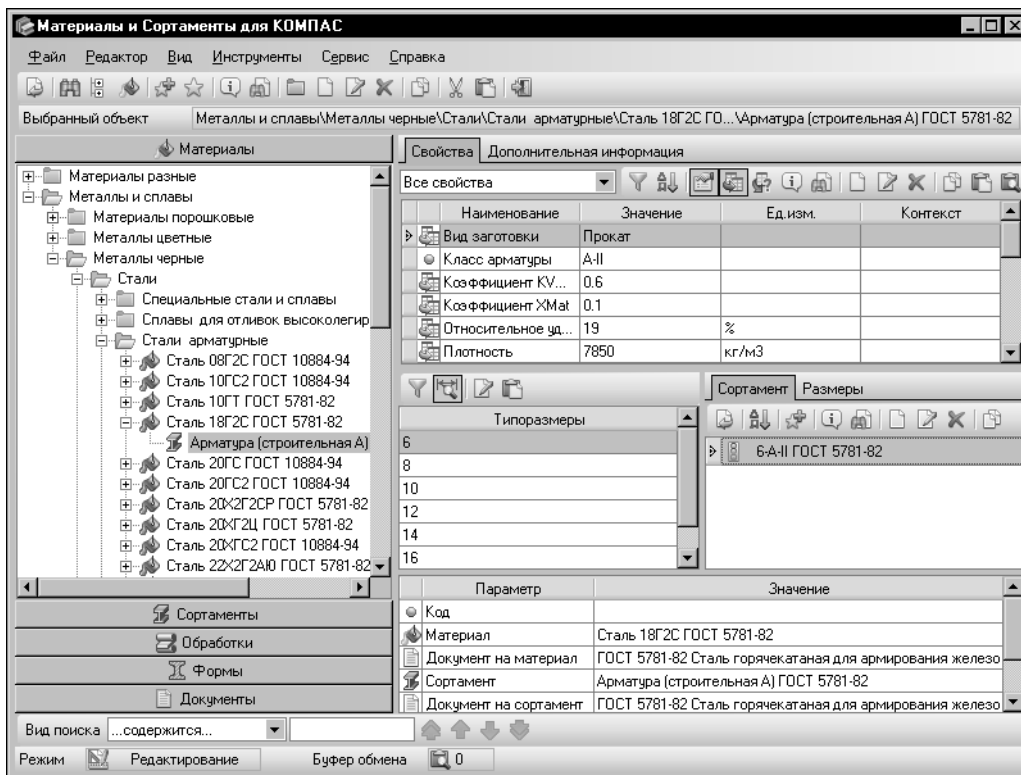 Материалы и Сортаменты для КОМПАС
Файл Редактор Вид Инструменты Сервис Справка
Выбранный объект Металлы и сплавы\Металлы черные\Стали\Стали арматурные\Сталь 18Г2С ГО...\Арматура (строительная А) ГОСТ 5781-82
Материалы
Материалы разные
Металлы и сплавы
Материалы порошковые
Металлы цветные
Металлы черные
Стали
Специальные стали и сплавы
Сплавы для отливок высоколегир
Стали арматурные
Сталь 08Г2С ГОСТ 10884-94
Сталь 10ГС2 ГОСТ 10884-94
Сталь 10ГТ ГОСТ 5781-82
Сталь 18Г2С ГОСТ 5781-82
Арматура (строительная А)
Сталь 20ГС ГОСТ 10884-94
Сталь 20ГС2 ГОСТ 10884-94
Сталь 20Х2Г2СР ГОСТ 5781-82
Сталь 20ХГ2Ц ГОСТ 5781-82
Сталь 20ХГС2 ГОСТ 10884-94
Сталь 22Х2Г2АЮ ГОСТ 5781-82
Сортаменты
Обработки
Формы
Документы
Свойства Дополнительная информация
Все свойства
Наименование Значение Ед.изм. Контекст
Вид заготовки Прокат
Класс арматуры А-II
Коэффициент KV... 0.6
Коэффициент XMat 0.1
Относительное уд... 19 %
Плотность 7850 кг/м3
Типоразмеры
6
8
10
12
14
16
Сортамент Размеры
6-А-II ГОСТ 5781-82
Параметр Значение
Код
Материал Сталь 18Г2С ГОСТ 5781-82
Документ на материал ГОСТ 5781-82 Сталь горячекатаная для армирования железо
Сортамент Арматура (строительная А) ГОСТ 5781-82
Документ на сортамент ГОСТ 5781-82 Сталь горячекатаная для армирования железо
Вид поиска ...содержится...
Режим Редактирование Буфер обмена 0